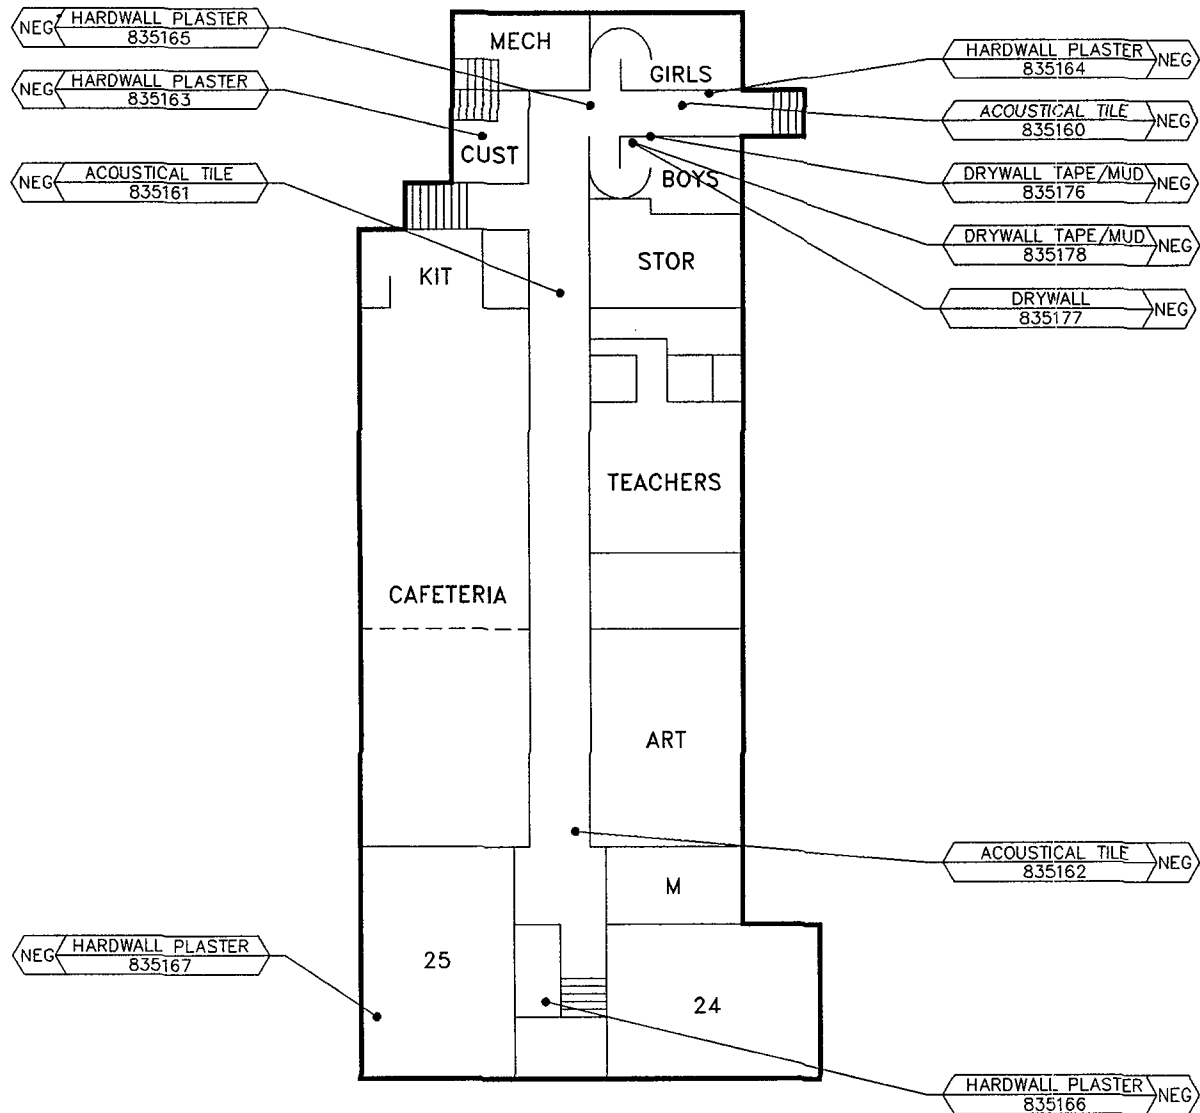 NEG HARDWALL PLASTER
835165
NEG HARDWALL PLASTER
835163
NEG ACOUSTICAL TILE
835161
HARDWALL PLASTER NEG
835164
ACOUSTICAL TILE NEG
835160
DRYWALL TAPE/MUD NEG
835176
DRYWALL TAPE/MUD NEG
835178
DRYWALL NEG
835177
MECH
GIRLS
CUST
BOYS
KIT
STOR
TEACHERS
CAFETERIA
ART
M
25
24
ACOUSTICAL TILE NEG
835162
NEG HARDWALL PLASTER
835167
HARDWALL PLASTER NEG
835166